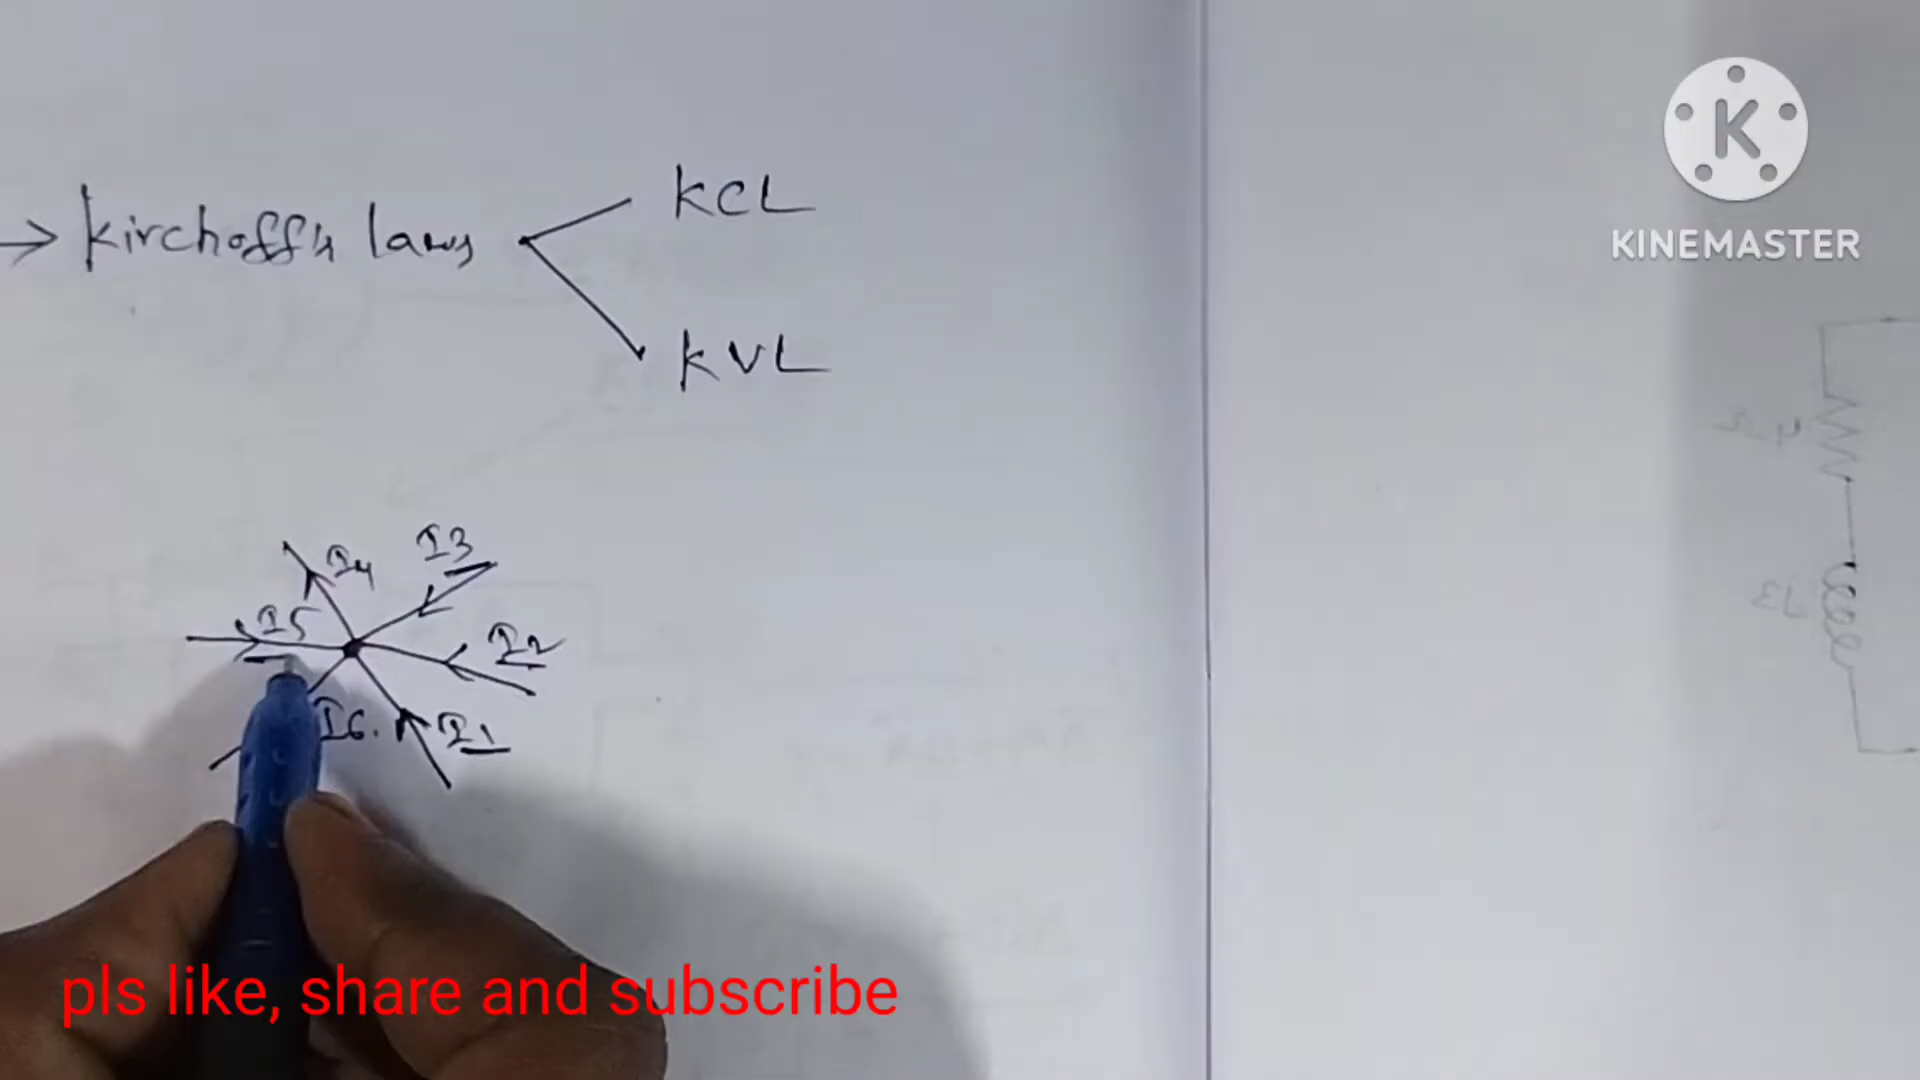 → Kirchoff's laws
KCL
KVL
I3
I4
I5
I2
I6.
I1
K
KINEMASTER
pls like, share and subscribe